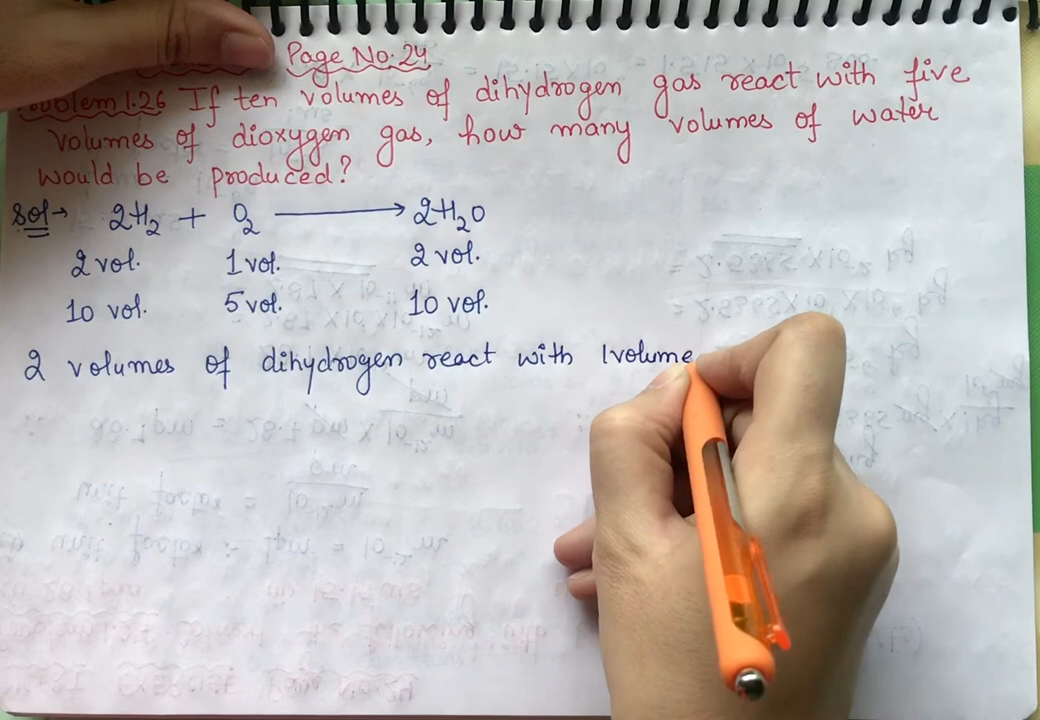 Page No. 24
Problem 1.26 If ten volumes of dihydrogen gas react with five
volumes of dioxygen gas, how many volumes of water
would be produced?
Sol → 2H₂ + O₂ ⟶ 2H₂O
2 vol. 1 vol. 2 vol.
10 vol. 5 vol. 10 vol.
2 volumes of dihydrogen react with 1 volume